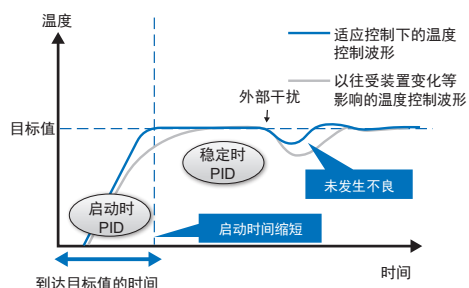 温度
适应控制下的温度
控制波形
以往受装置变化等
影响的温度控制波形
外部干扰
目标值
稳定时
PID
未发生不良
启动时
PID
启动时间缩短
时间
到达目标值的时间